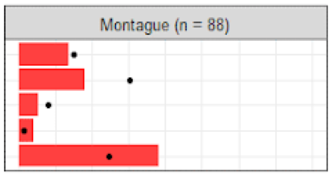 Montague (n = 88)